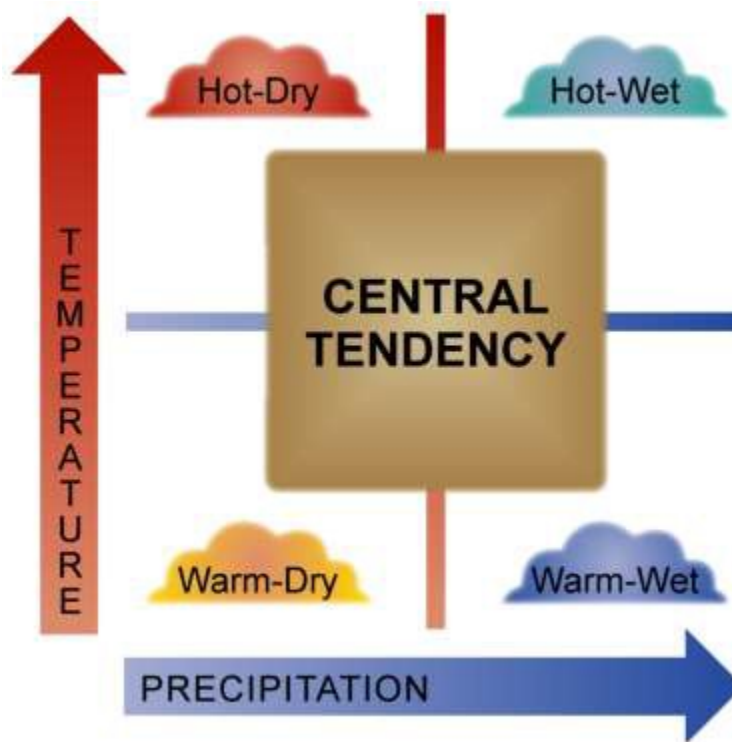 Hot-Dry
Hot-Wet
TEMPERATURE
CENTRAL
TENDENCY
Warm-Dry
Warm-Wet
PRECIPITATION